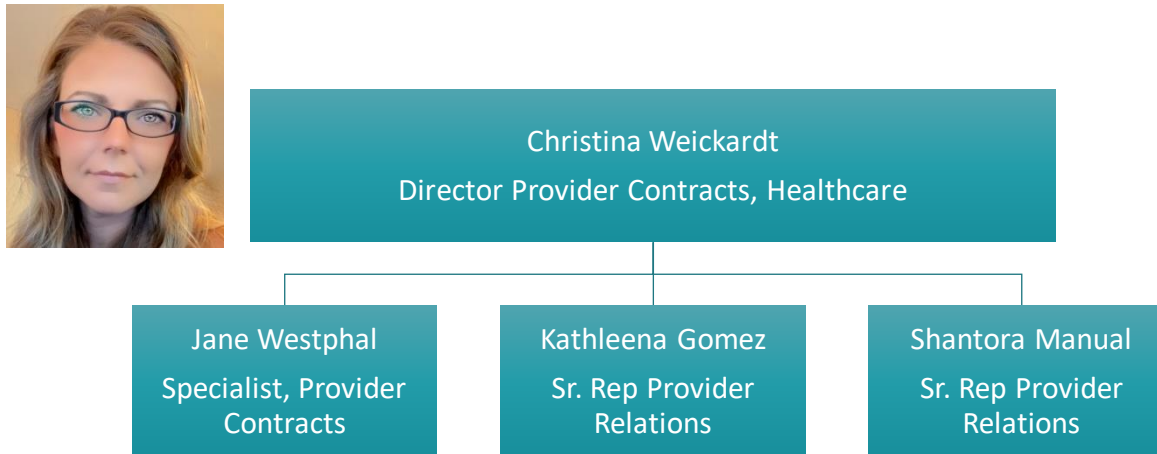 Christina Weickardt
Director Provider Contracts, Healthcare
Jane Westphal
Specialist, Provider
Contracts
Kathleena Gomez
Sr. Rep Provider
Relations
Shantora Manual
Sr. Rep Provider
Relations